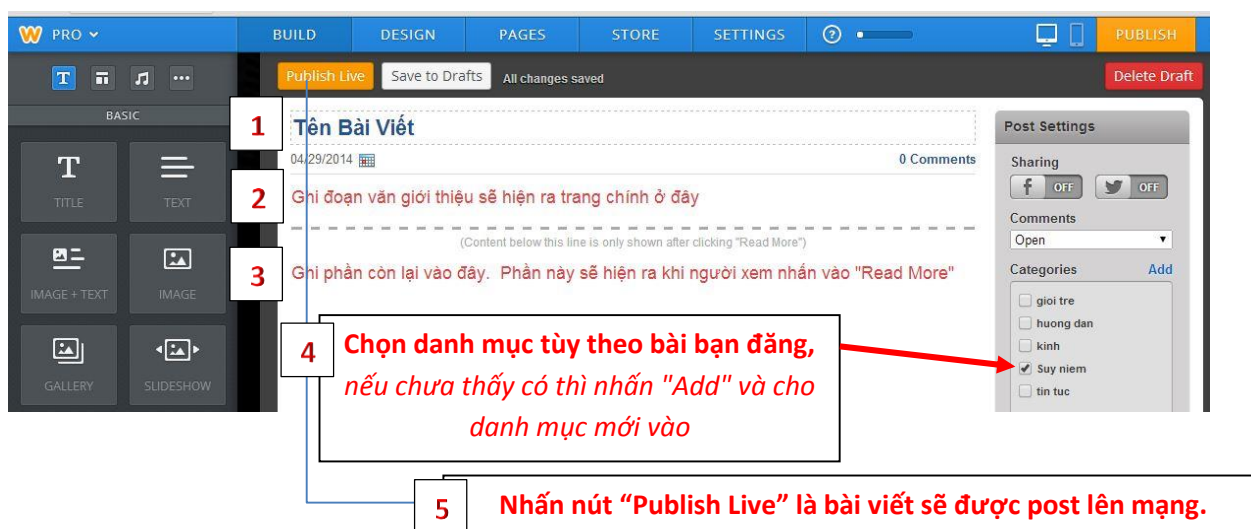 PRO BUILD DESIGN PAGES STORE SETTINGS ? PUBLISH
Publish Live Save to Drafts All changes saved Delete Draft
BASIC
TITLE TEXT
IMAGE + TEXT IMAGE
GALLERY SLIDESHOW
1 Tên Bài Viết
04/29/2014 0 Comments
2 Ghi đoạn văn giới thiệu sẽ hiện ra trang chính ở đây
(Content below this line is only shown after clicking "Read More")
3 Ghi phần còn lại vào đây. Phần này sẽ hiện ra khi người xem nhấn vào "Read More"
Post Settings
Sharing
f OFF OFF
Comments
Open
Categories Add
gioi tre
huong dan
kinh
Suy niem
tin tuc
4 Chọn danh mục tùy theo bài bạn đăng,
nếu chưa thấy có thì nhấn "Add" và cho
danh mục mới vào
5 Nhấn nút “Publish Live” là bài viết sẽ được post lên mạng.